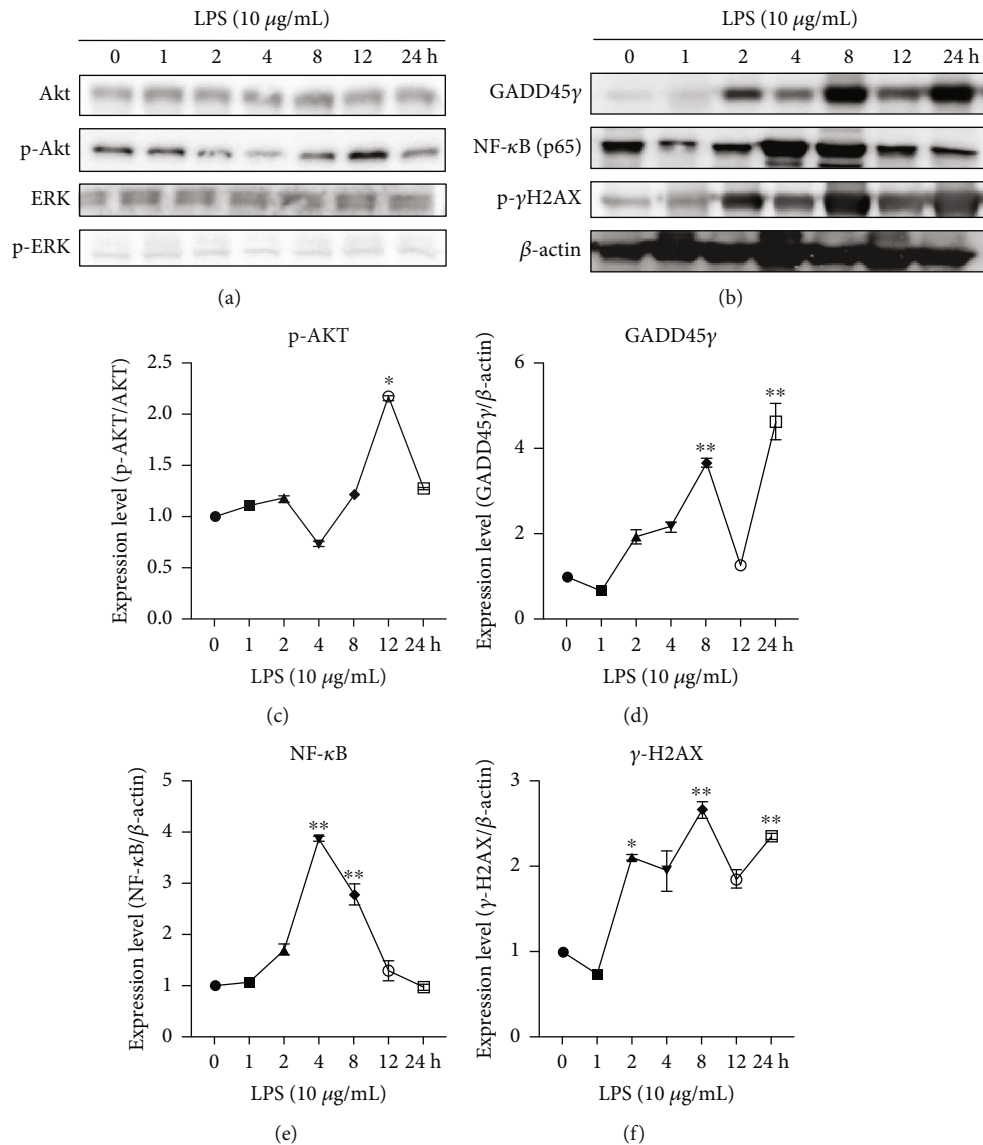 LPS (10 μg/mL)
0 1 2 4 8 12 24 h
Akt
p-Akt
ERK
p-ERK
(a)
LPS (10 μg/mL)
0 1 2 4 8 12 24 h
GADD45γ
NF-κB (p65)
p-γH2AX
β-actin
(b)
p-AKT
Expression level (p-AKT/AKT)
2.5
2.0
1.5
1.0
0.5
0.0
*
0 1 2 4 8 12 24 h
LPS (10 μg/mL)
(c)
GADD45γ
Expression level (GADD45γ/β-actin)
6
4
2
0
** **
0 1 2 4 8 12 24 h
LPS (10 μg/mL)
(d)
NF-κB
Expression level (NF-κB/β-actin)
5
4
3
2
1
0
**
**
0 1 2 4 8 12 24 h
LPS (10 μg/mL)
(e)
γ-H2AX
Expression level (γ-H2AX/β-actin)
3
2
1
0
* ** **
0 1 2 4 8 12 24 h
LPS (10 μg/mL)
(f)